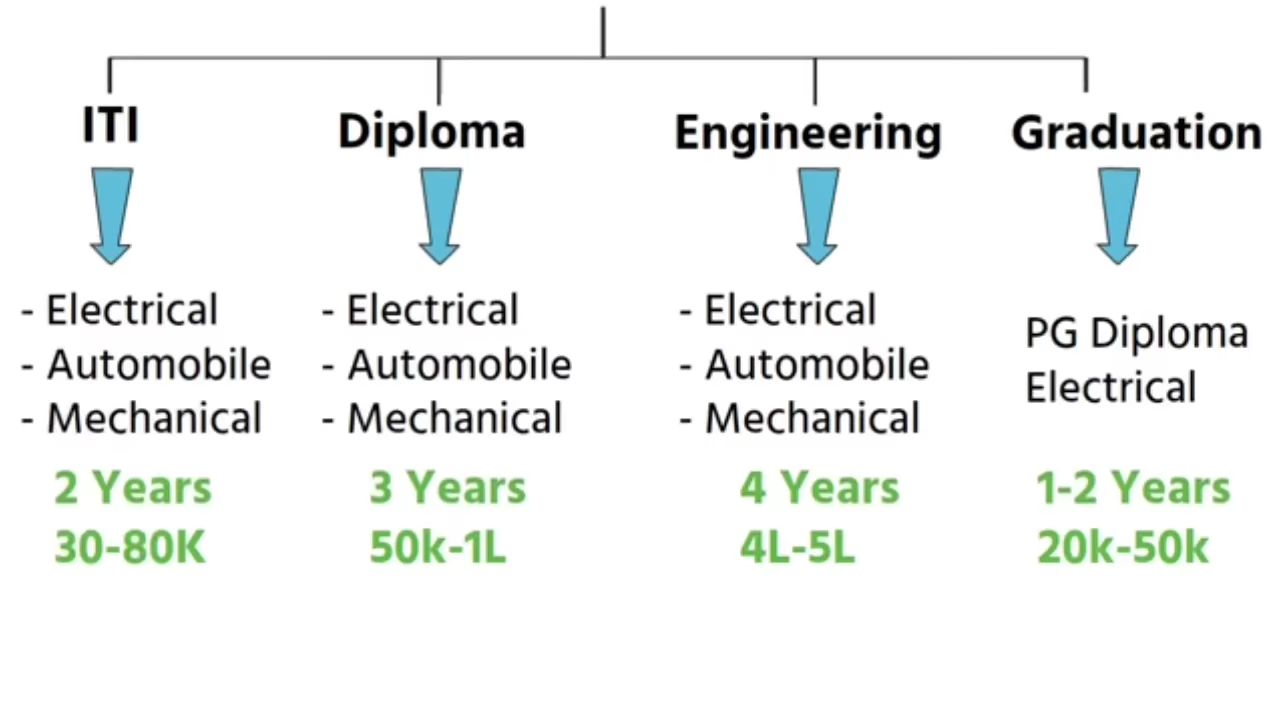 ITI
- Electrical
- Automobile
- Mechanical
2 Years
30-80K
Diploma
- Electrical
- Automobile
- Mechanical
3 Years
50k-1L
Engineering
- Electrical
- Automobile
- Mechanical
4 Years
4L-5L
Graduation
PG Diploma
Electrical
1-2 Years
20k-50k